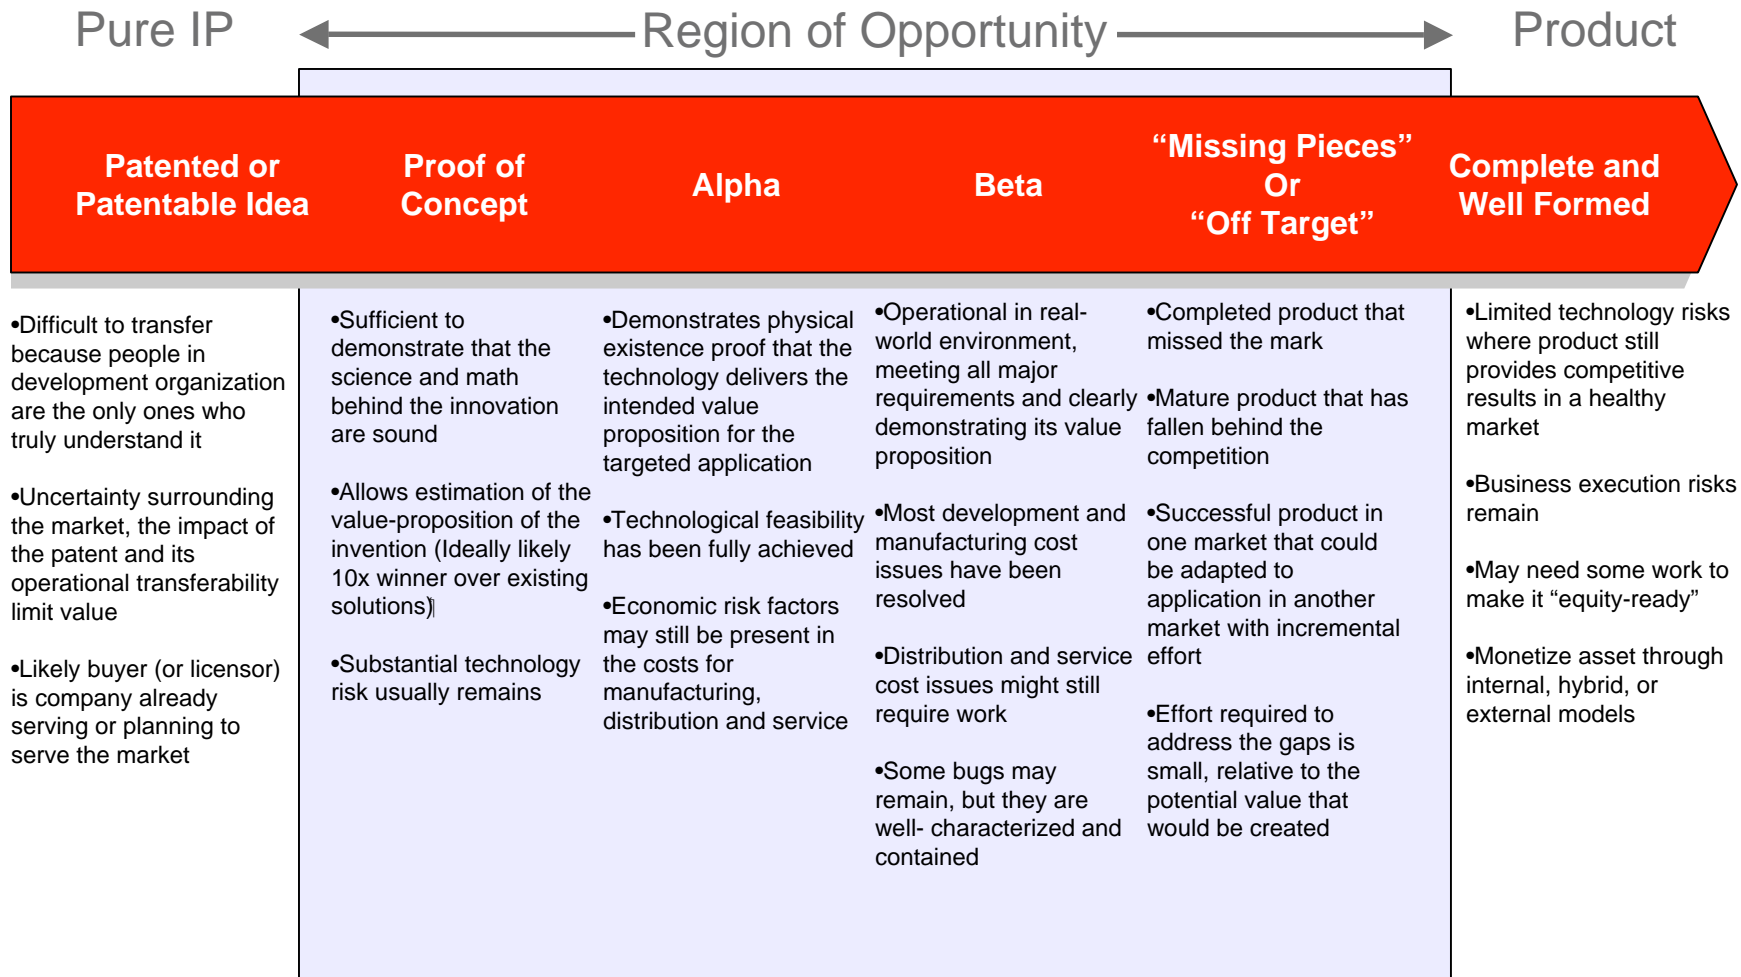 Pure IP
Region of Opportunity
Product
Patented or
Patentable Idea
Proof of
Concept
Alpha
Beta
“Missing Pieces”
Or
“Off Target”
Complete and
Well Formed
•Difficult to transfer
because people in
development organization
are the only ones who
truly understand it
•Uncertainty surrounding
the market, the impact of
the patent and its
operational transferability
limit value
•Likely buyer (or licensor)
is company already
serving or planning to
serve the market
•Sufficient to
demonstrate that the
science and math
behind the innovation
are sound
•Allows estimation of the
value-proposition of the
invention (Ideally likely
10x winner over existing
solutions)
•Substantial technology
risk usually remains
•Demonstrates physical
existence proof that the
technology delivers the
intended value
proposition for the
targeted application
•Technological feasibility
has been fully achieved
•Economic risk factors
may still be present in
the costs for
manufacturing,
distribution and service
•Operational in real-
world environment,
meeting all major
requirements and clearly
demonstrating its value
proposition
•Most development and
manufacturing cost
issues have been
resolved
•Distribution and service
cost issues might still
require work
•Some bugs may
remain, but they are
well- characterized and
contained
•Completed product that
missed the mark
•Mature product that has
fallen behind the
competition
•Successful product in
one market that could
be adapted to
application in another
market with incremental
effort
•Effort required to
address the gaps is
small, relative to the
potential value that
would be created
•Limited technology risks
where product still
provides competitive
results in a healthy
market
•Business execution risks
remain
•May need some work to
make it “equity-ready”
•Monetize asset through
internal, hybrid, or
external models